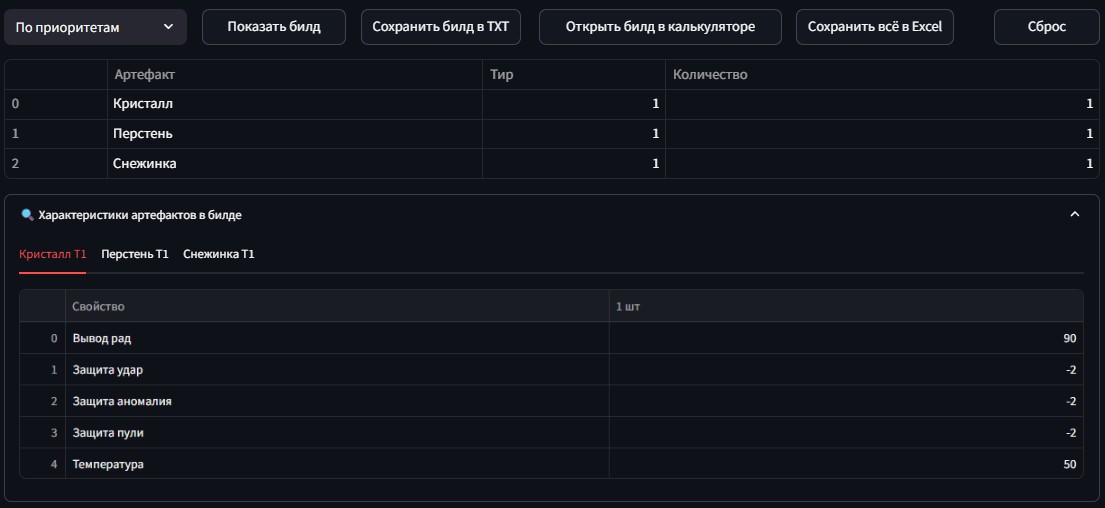 По приоритетам Показать билд Сохранить билд в TXT Открыть билд в калькуляторе Сохранить всё в Excel Сброс
Артефакт Тир Количество
0 Кристалл 1 1
1 Перстень 1 1
2 Снежинка 1 1
Характеристики артефактов в билде
Кристалл Т1 Перстень Т1 Снежинка Т1
Свойство 1 шт
0 Вывод рад 90
1 Защита удар -2
2 Защита аномалия -2
3 Защита пули -2
4 Температура 50